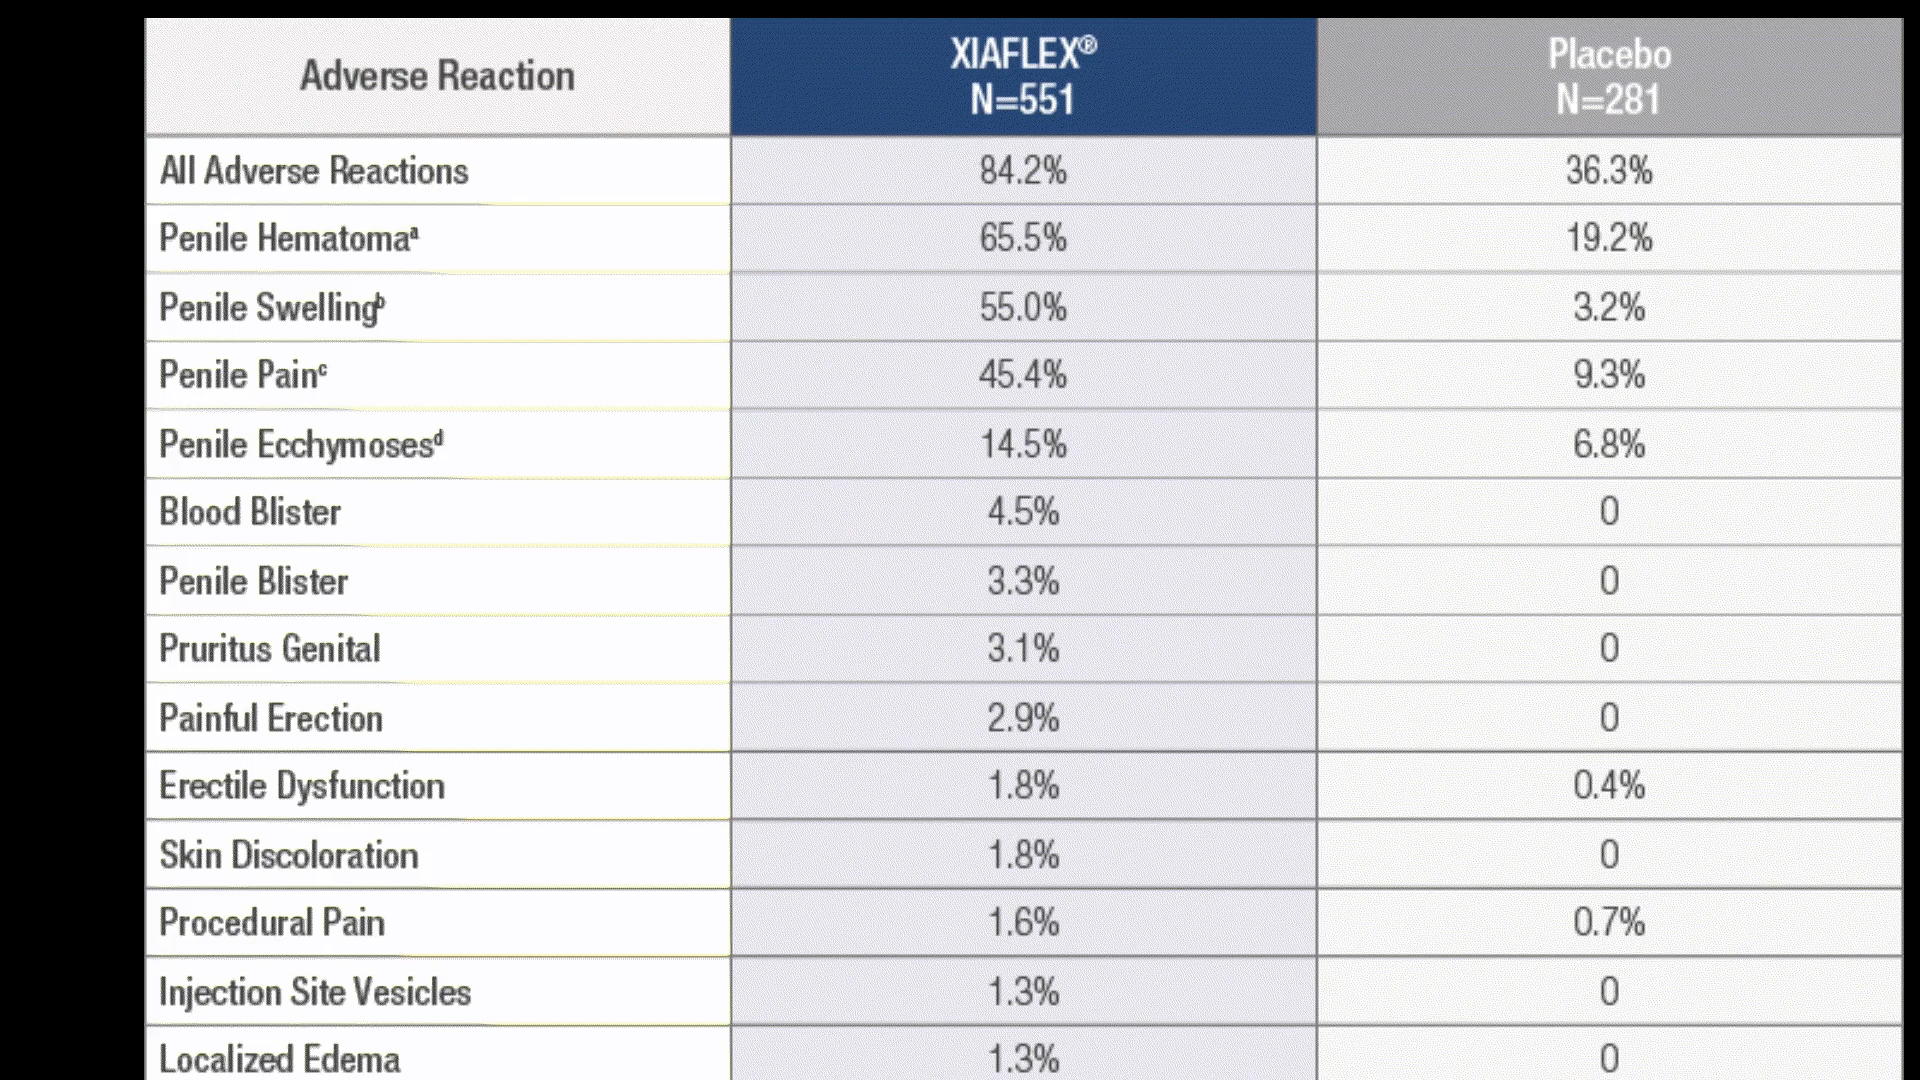 Adverse Reaction XIAFLEX® N=551 Placebo N=281
All Adverse Reactions 84.2% 36.3%
Penile Hematomaᵃ 65.5% 19.2%
Penile Swellingᵇ 55.0% 3.2%
Penile Painᶜ 45.4% 9.3%
Penile Ecchymosesᵈ 14.5% 6.8%
Blood Blister 4.5% 0
Penile Blister 3.3% 0
Pruritus Genital 3.1% 0
Painful Erection 2.9% 0
Erectile Dysfunction 1.8% 0.4%
Skin Discoloration 1.8% 0
Procedural Pain 1.6% 0.7%
Injection Site Vesicles 1.3% 0
Localized Edema 1.3% 0